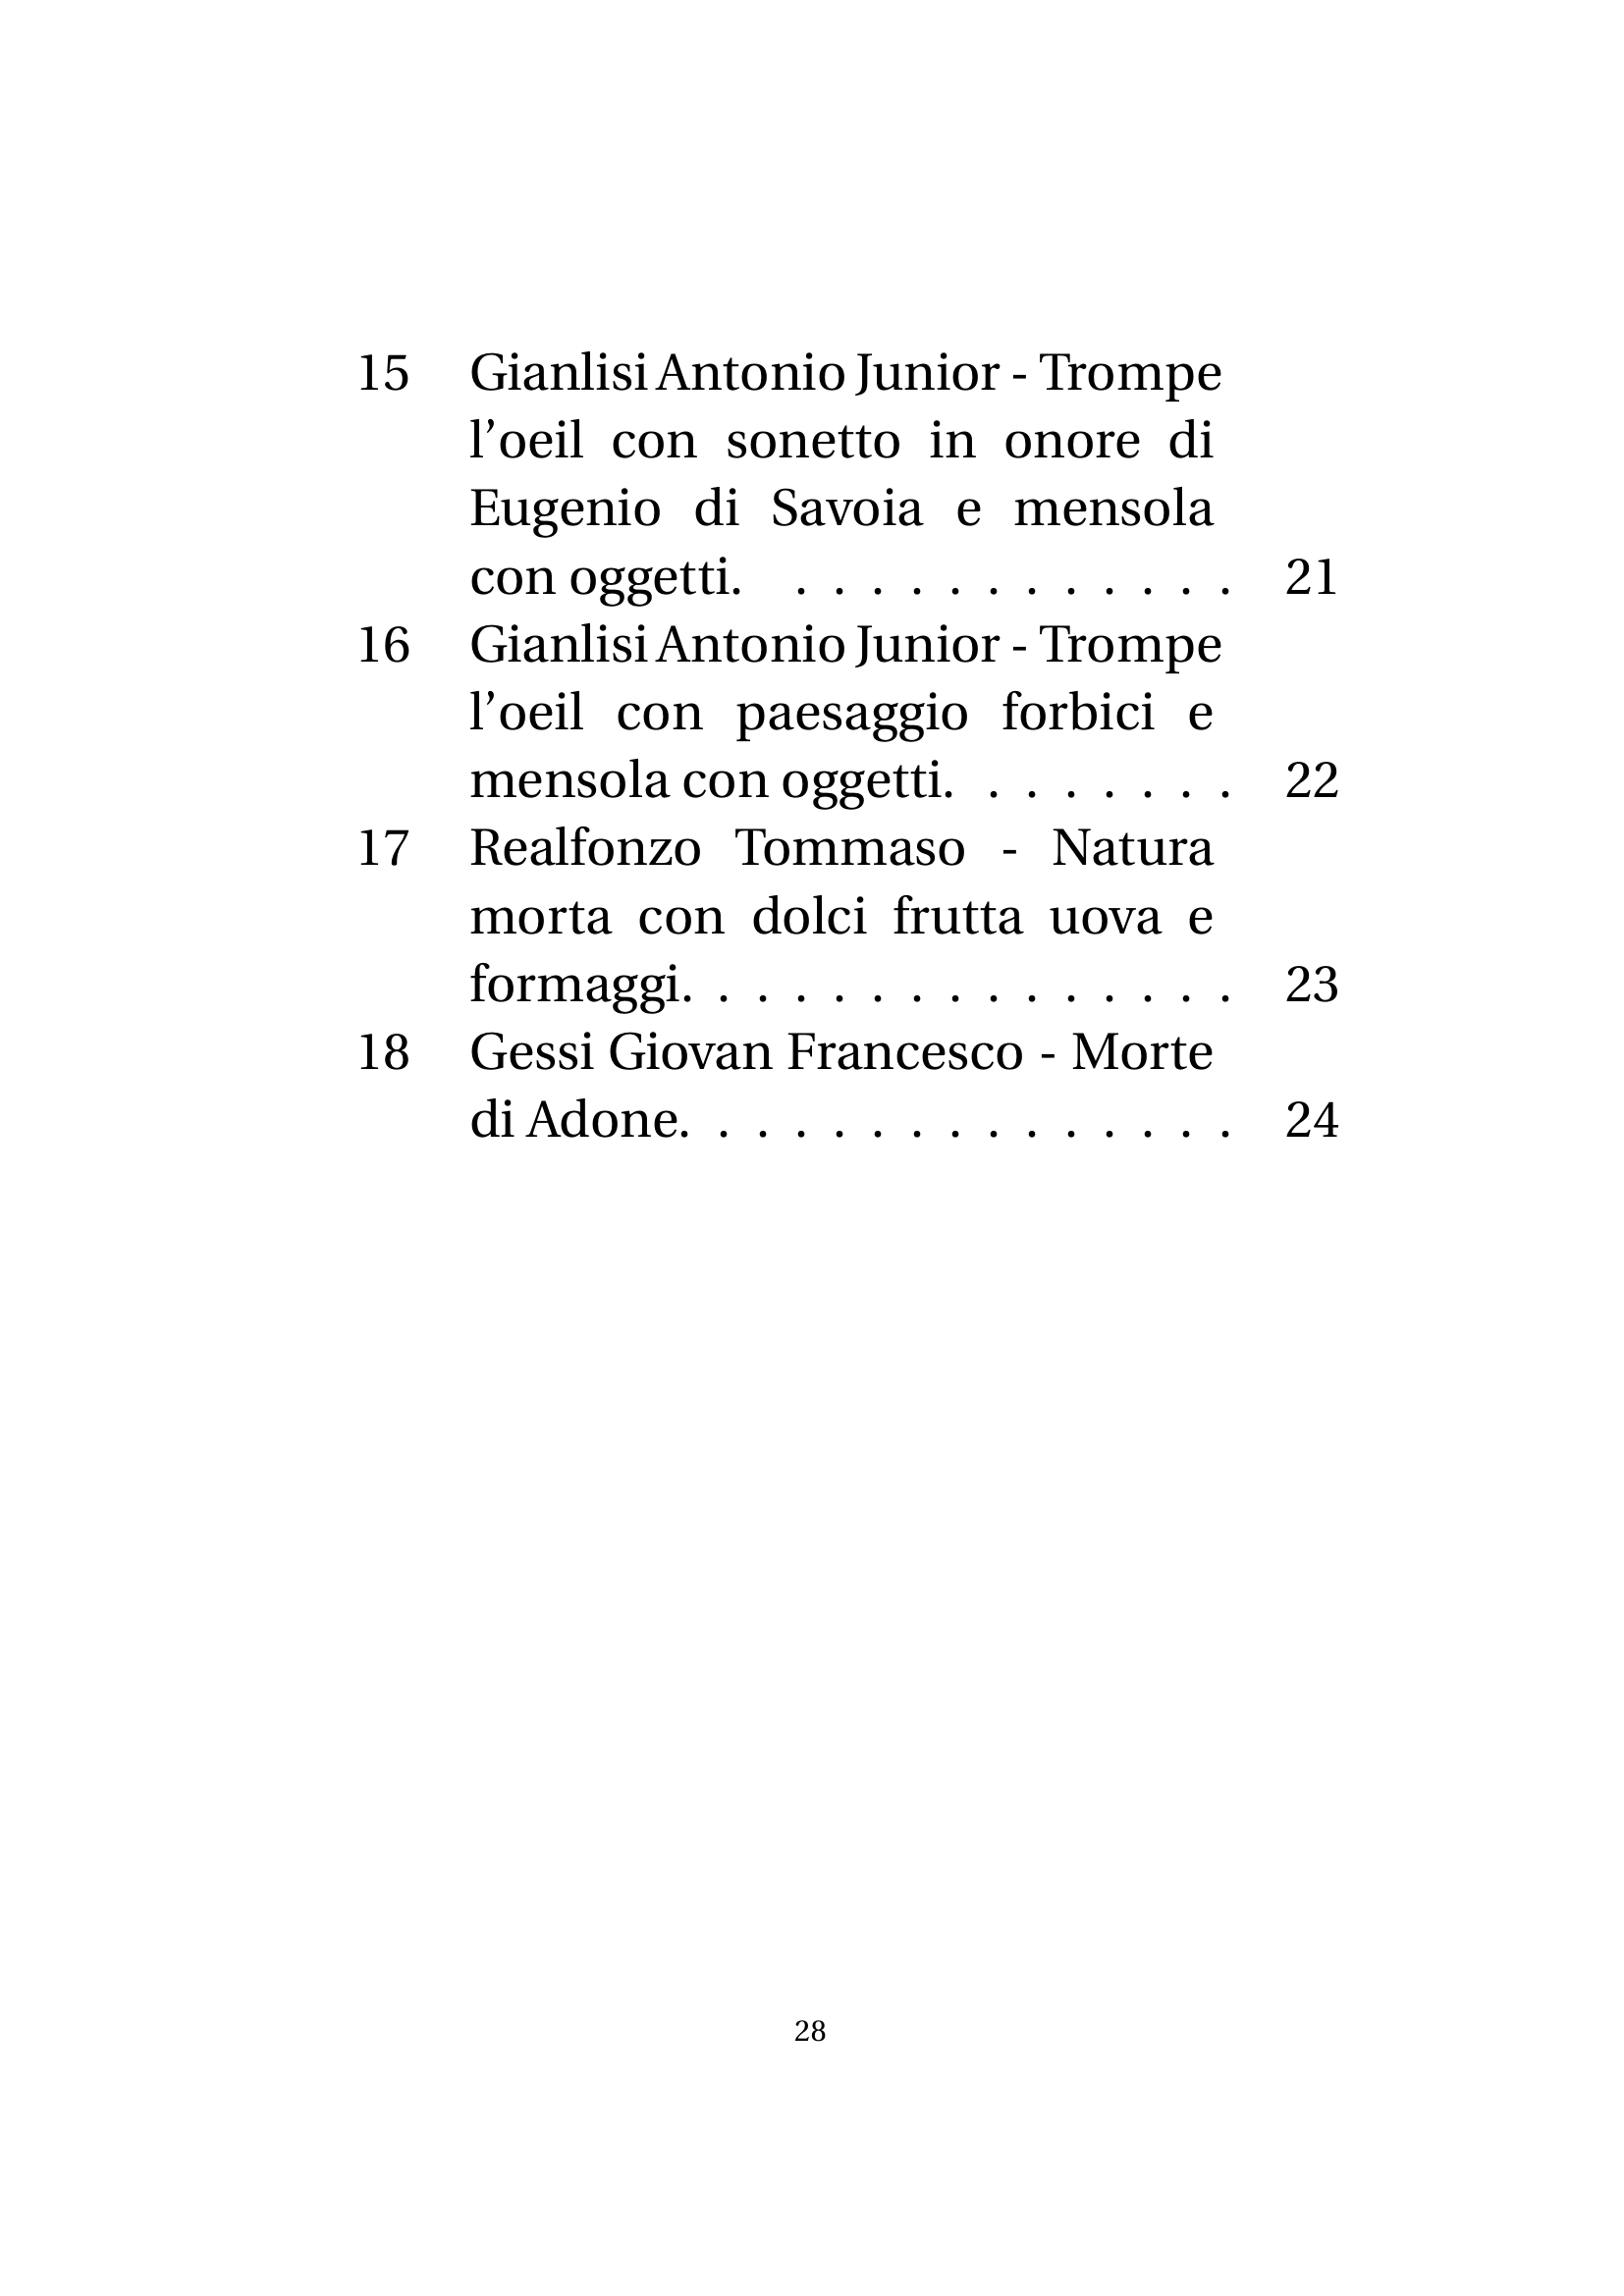 15 Gianlisi Antonio Junior - Trompe
l’oeil con sonetto in onore di
Eugenio di Savoia e mensola
con oggetti. . . . . . . . . . . . . 21
16 Gianlisi Antonio Junior - Trompe
l’oeil con paesaggio forbici e
mensola con oggetti. . . . . . . . 22
17 Realfonzo Tommaso - Natura
morta con dolci frutta uova e
formaggi. . . . . . . . . . . . . . . 23
18 Gessi Giovan Francesco - Morte
di Adone. . . . . . . . . . . . . . . 24
28